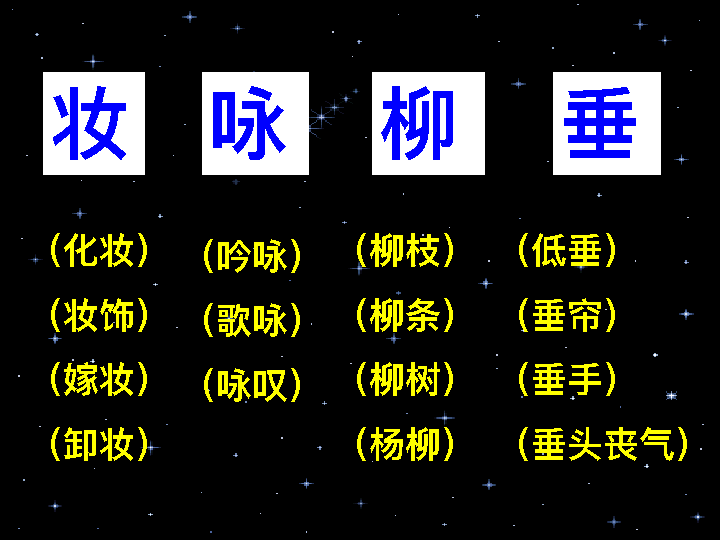 妆 咏 柳 垂
（化妆） （吟咏） （柳枝） （低垂）
（妆饰） （歌咏） （柳条） （垂帘）
（嫁妆） （咏叹） （柳树） （垂手）
（卸妆） （杨柳） （垂头丧气）